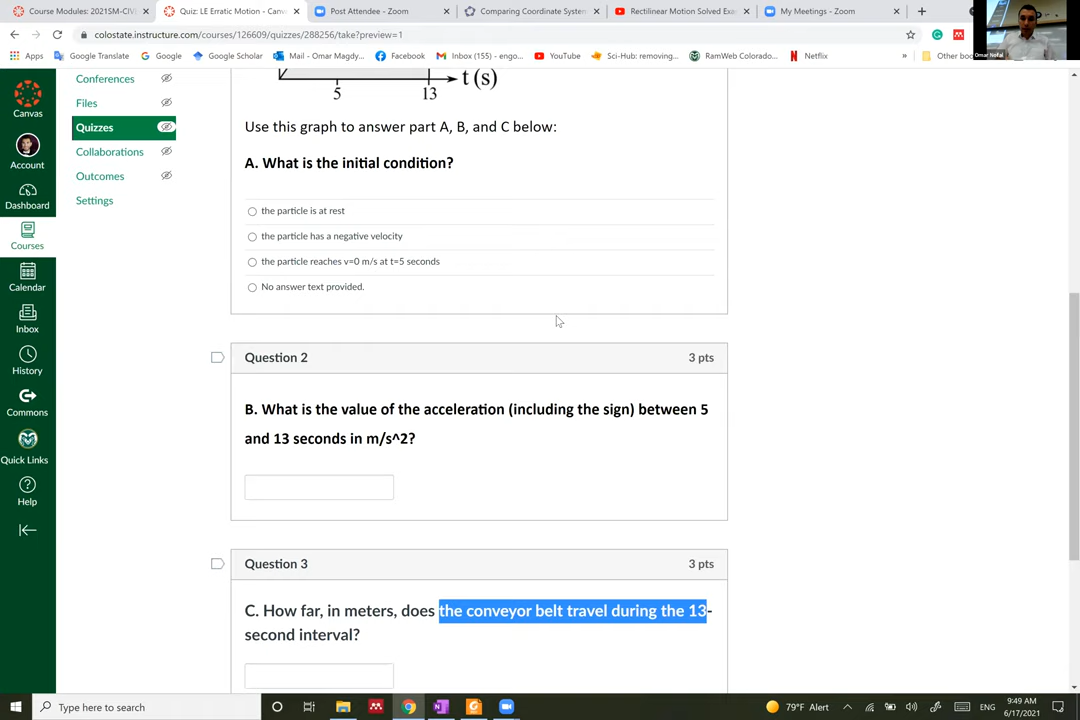 Course Modules: 2021SM-CIV
Quiz: LE Erratic Motion - Canv
Post Attendee - Zoom
Comparing Coordinate System
Rectilinear Motion Solved Exa
My Meetings - Zoom
colostate.instructure.com/courses/126609/quizzes/288256/take?preview=1
Apps
Google Translate
Google
Google Scholar
Mail - Omar Magdy...
Facebook
Inbox (155) - engo...
YouTube
Sci-Hub: removing...
RamWeb Colorado...
Netflix
»
Other boo
Omar Nofal
Canvas
Account
Dashboard
Courses
Calendar
Inbox
History
Commons
Quick Links
Help
Conferences
Files
Quizzes
Collaborations
Outcomes
Settings
t (s)
5 13
Use this graph to answer part A, B, and C below:
A. What is the initial condition?
the particle is at rest
the particle has a negative velocity
the particle reaches v=0 m/s at t=5 seconds
No answer text provided.
Question 2 3 pts
B. What is the value of the acceleration (including the sign) between 5
and 13 seconds in m/s^2?
Question 3 3 pts
C. How far, in meters, does the conveyor belt travel during the 13-
second interval?
Type here to search
79°F Alert
ENG
9:49 AM
6/17/2021